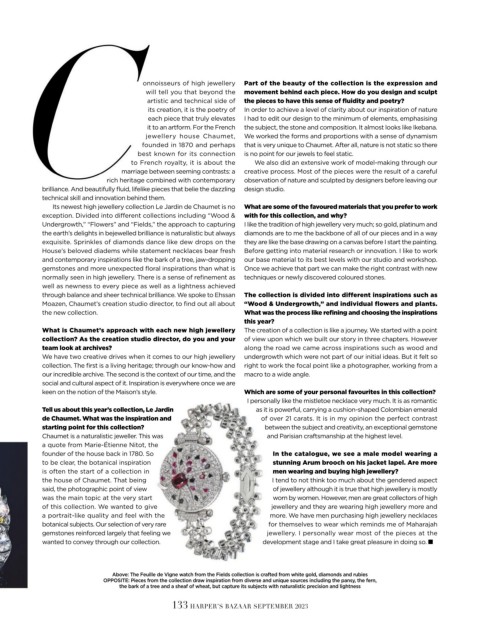 Connoisseurs of high jewellery
will tell you that beyond the
artistic and technical side of
its creation, it is the poetry of
each piece that truly elevates
it to an artform. For the French
jewellery house Chaumet,
founded in 1870 and perhaps
best known for its connection
to French royalty, it is about the
marriage between seeming contrasts: a
rich heritage combined with contemporary
brilliance. And beautifully fluid, lifelike pieces that belie the dazzling
technical skill and innovation behind them.
Its newest high jewellery collection Le Jardin de Chaumet is no
exception. Divided into different collections including "Wood &
Undergrowth," "Flowers" and "Fields," the approach to capturing
the earth's delights in bejewelled brilliance is naturalistic but always
exquisite. Sprinkles of diamonds dance like dew drops on the
House's beloved diadems while statement necklaces bear fresh
and contemporary inspirations like the bark of a tree, jaw-dropping
gemstones and more unexpected floral inspirations than what is
normally seen in high jewellery. There is a sense of refinement as
well as newness to every piece as well as a lightness achieved
through balance and sheer technical brilliance. We spoke to Ehssan
Moazen, Chaumet's creation studio director, to find out all about
the new collection.
What is Chaumet's approach with each new high jewellery
collection? As the creation studio director, do you and your
team look at archives?
We have two creative drives when it comes to our high jewellery
collection. The first is a living heritage; through our know-how and
our incredible archive. The second is the context of our time, and the
social and cultural aspect of it. Inspiration is everywhere once we are
keen on the notion of the Maison's style.
Tell us about this year's collection, Le Jardin
de Chaumet. What was the inspiration and
starting point for this collection?
Chaumet is a naturalistic jeweller. This was
a quote from Marie-Étienne Nitot, the
founder of the house back in 1780. So
to be clear, the botanical inspiration
is often the start of a collection in
the house of Chaumet. That being
said, the photographic point of view
was the main topic at the very start
of this collection. We wanted to give
a portrait-like quality and feel with the
botanical subjects. Our selection of very rare
gemstones reinforced largely that feeling we
wanted to convey through our collection.
Part of the beauty of the collection is the expression and
movement behind each piece. How do you design and sculpt
the pieces to have this sense of fluidity and poetry?
In order to achieve a level of clarity about our inspiration of nature
I had to edit our design to the minimum of elements, emphasising
the subject, the stone and composition. It almost looks like Ikebana.
We worked the forms and proportions with a sense of dynamism
that is very unique to Chaumet. After all, nature is not static so there
is no point for our jewels to feel static.
We also did an extensive work of model-making through our
creative process. Most of the pieces were the result of a careful
observation of nature and sculpted by designers before leaving our
design studio.
What are some of the favoured materials that you prefer to work
with for this collection, and why?
I like the tradition of high jewellery very much; so gold, platinum and
diamonds are to me the backbone of all of our pieces and in a way
they are like the base drawing on a canvas before I start the painting.
Before getting into material research or innovation. I like to work
our base material to its best levels with our studio and workshop.
Once we achieve that part we can make the right contrast with new
techniques or newly discovered coloured stones.
The collection is divided into different inspirations such as
"Wood & Undergrowth," and individual flowers and plants.
What was the process like refining and choosing the inspirations
this year?
The creation of a collection is like a journey. We started with a point
of view upon which we built our story in three chapters. However
along the road we came across inspirations such as wood and
undergrowth which were not part of our initial ideas. But it felt so
right to work the focal point like a photographer, working from a
macro to a wide angle.
Which are some of your personal favourites in this collection?
I personally like the mistletoe necklace very much. It is as romantic
as it is powerful, carrying a cushion-shaped Colombian emerald
of over 21 carats. It is in my opinion the perfect contrast
between the subject and creativity, an exceptional gemstone
and Parisian craftsmanship at the highest level.
In the catalogue, we see a male model wearing a
stunning Arum brooch on his jacket lapel. Are more
men wearing and buying high jewellery?
I tend to not think too much about the gendered aspect
of jewellery although it is true that high jewellery is mostly
worn by women. However, men are great collectors of high
jewellery and they are wearing high jewellery more and
more. We have men purchasing high jewellery necklaces
for themselves to wear which reminds me of Maharajah
jewellery. I personally wear most of the pieces at the
development stage and I take great pleasure in doing so. ■
Above: The Feuille de Vigne watch from the Fields collection is crafted from white gold, diamonds and rubies
OPPOSITE: Pieces from the collection draw inspiration from diverse and unique sources including the pansy, the fern,
the bark of a tree and a sheaf of wheat, but capture its subjects with naturalistic precision and lightness
133 HARPER'S BAZAAR SEPTEMBER 2023